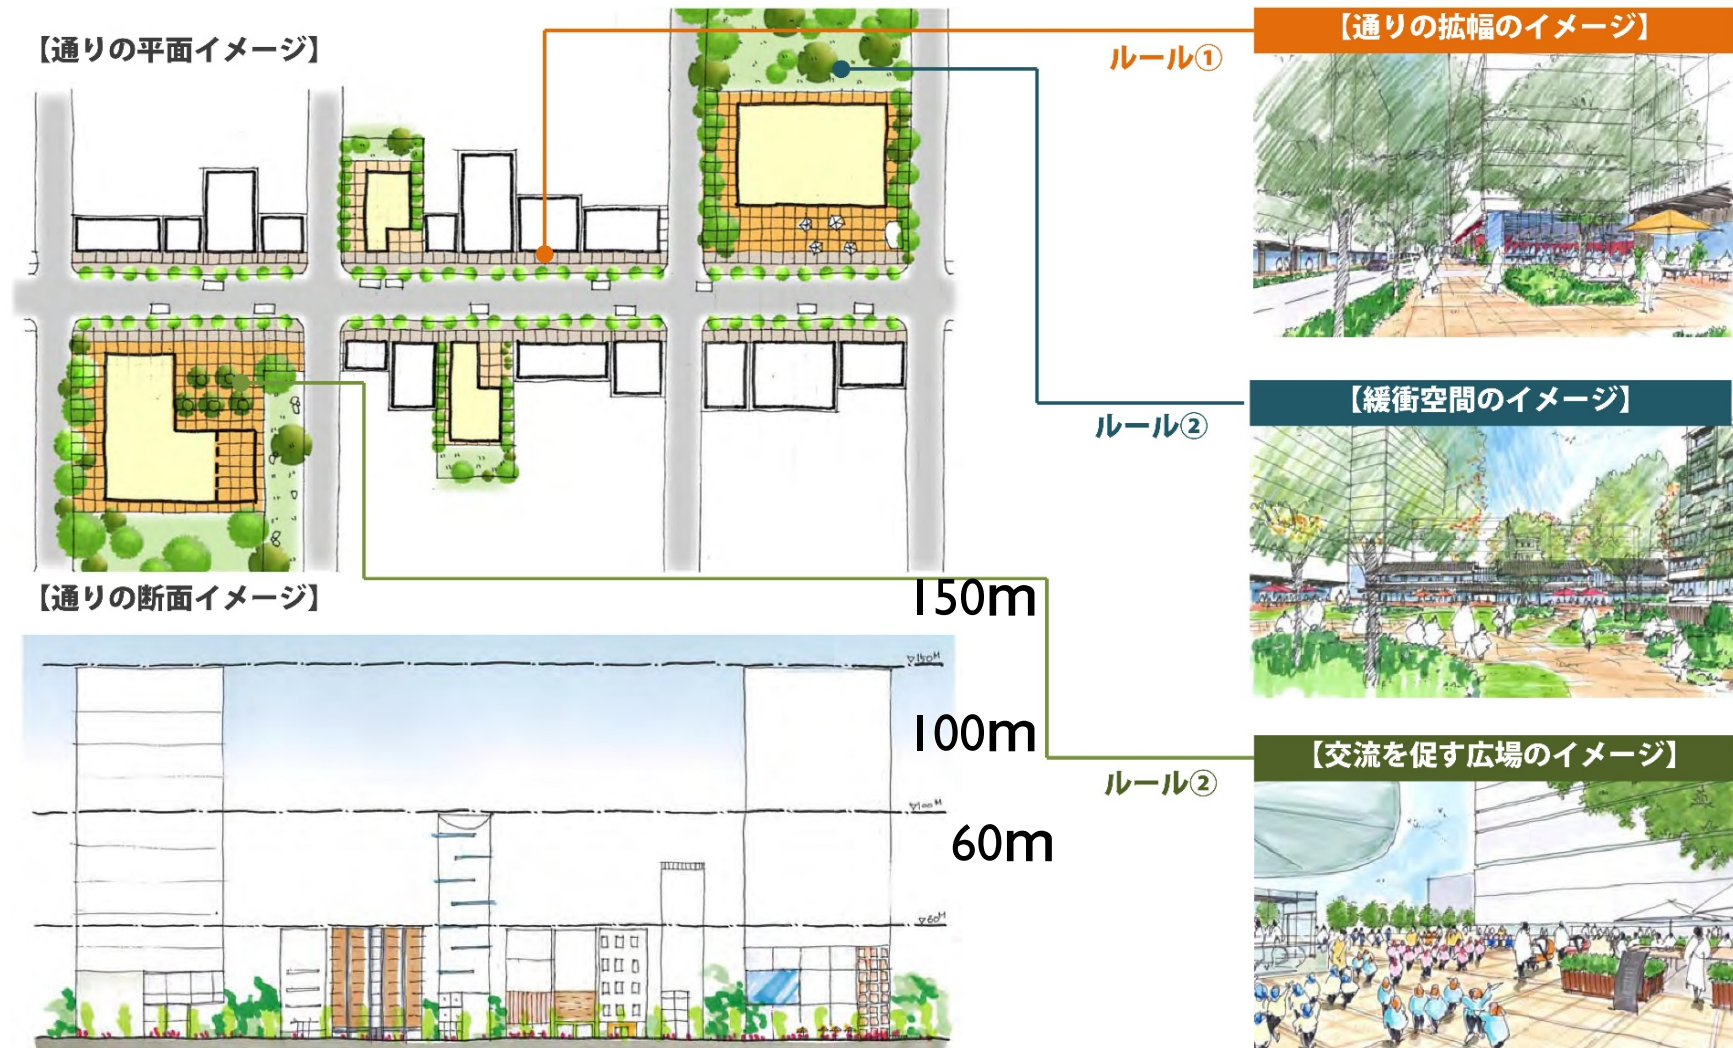 【通りの平面イメージ】
ルール①
【通りの拡幅のイメージ】
ルール②
【緩衝空間のイメージ】
【通りの断面イメージ】
150m
▽150M
100m
ルール②
【交流を促す広場のイメージ】
▽100M
60m
▽60M